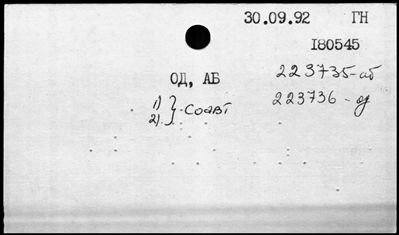 30.09.92 ГН
I80545
ОД, АБ
223735-аб
223736-од
1) } -Соавт
2)